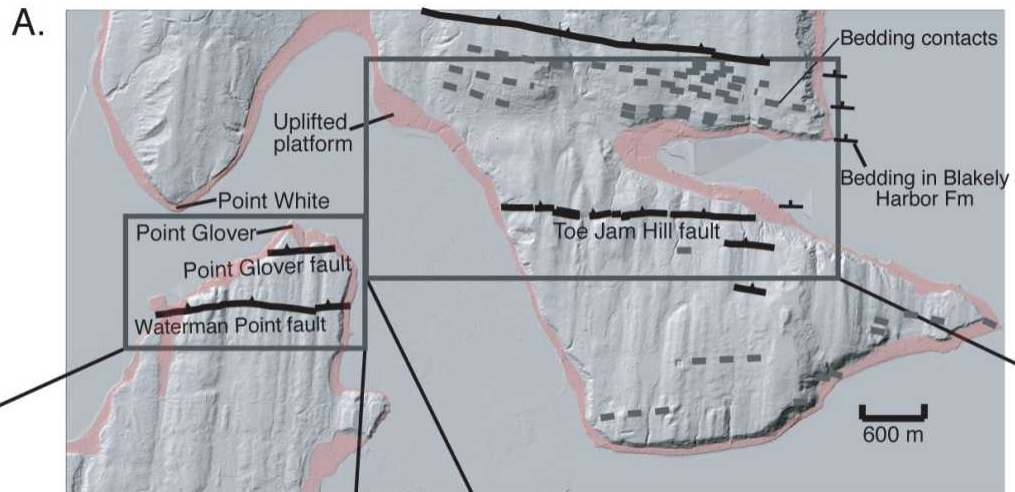 A.
Bedding contacts
Uplifted
platform
Bedding in Blakely
Harbor Fm
Point White
Point Glover
Toe Jam Hill fault
Point Glover fault
Waterman Point fault
600 m